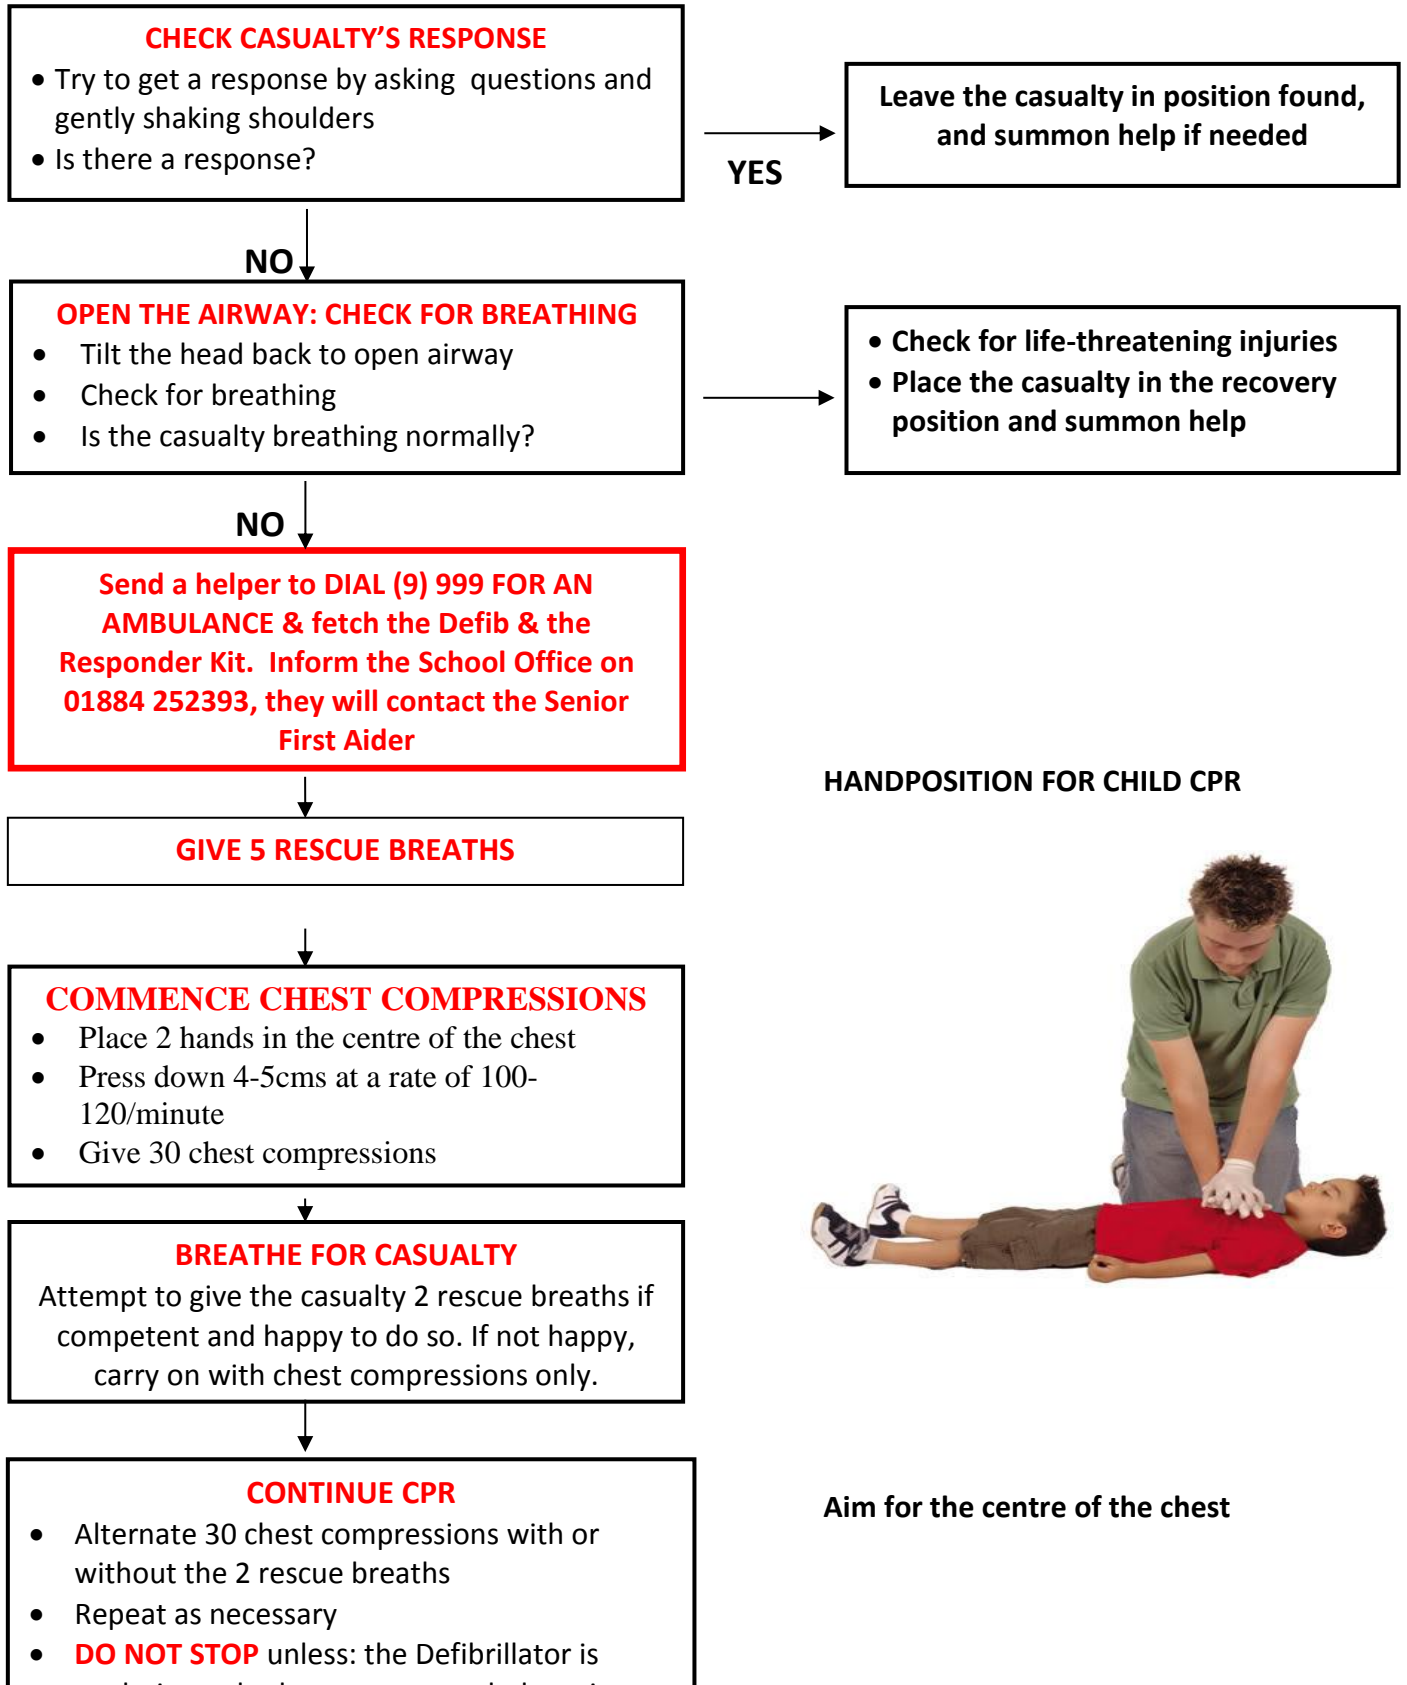 CHECK CASUALTY’S RESPONSE
• Try to get a response by asking  questions and
gently shaking shoulders
• Is there a response?
YES
Leave the casualty in position found,
and summon help if needed
NO
OPEN THE AIRWAY: CHECK FOR BREATHING
• Tilt the head back to open airway
• Check for breathing
• Is the casualty breathing normally?
• Check for life-threatening injuries
• Place the casualty in the recovery
position and summon help
NO
Send a helper to DIAL (9) 999 FOR AN
AMBULANCE & fetch the Defib & the
Responder Kit.  Inform the School Office on
01884 252393, they will contact the Senior
First Aider
GIVE 5 RESCUE BREATHS
HANDPOSITION FOR CHILD CPR
COMMENCE CHEST COMPRESSIONS
• Place 2 hands in the centre of the chest
• Press down 4-5cms at a rate of 100-
120/minute
• Give 30 chest compressions
BREATHE FOR CASUALTY
Attempt to give the casualty 2 rescue breaths if
competent and happy to do so. If not happy,
carry on with chest compressions only.
CONTINUE CPR
• Alternate 30 chest compressions with or
without the 2 rescue breaths
• Repeat as necessary
• DO NOT STOP unless: the Defibrillator is
Aim for the centre of the chest